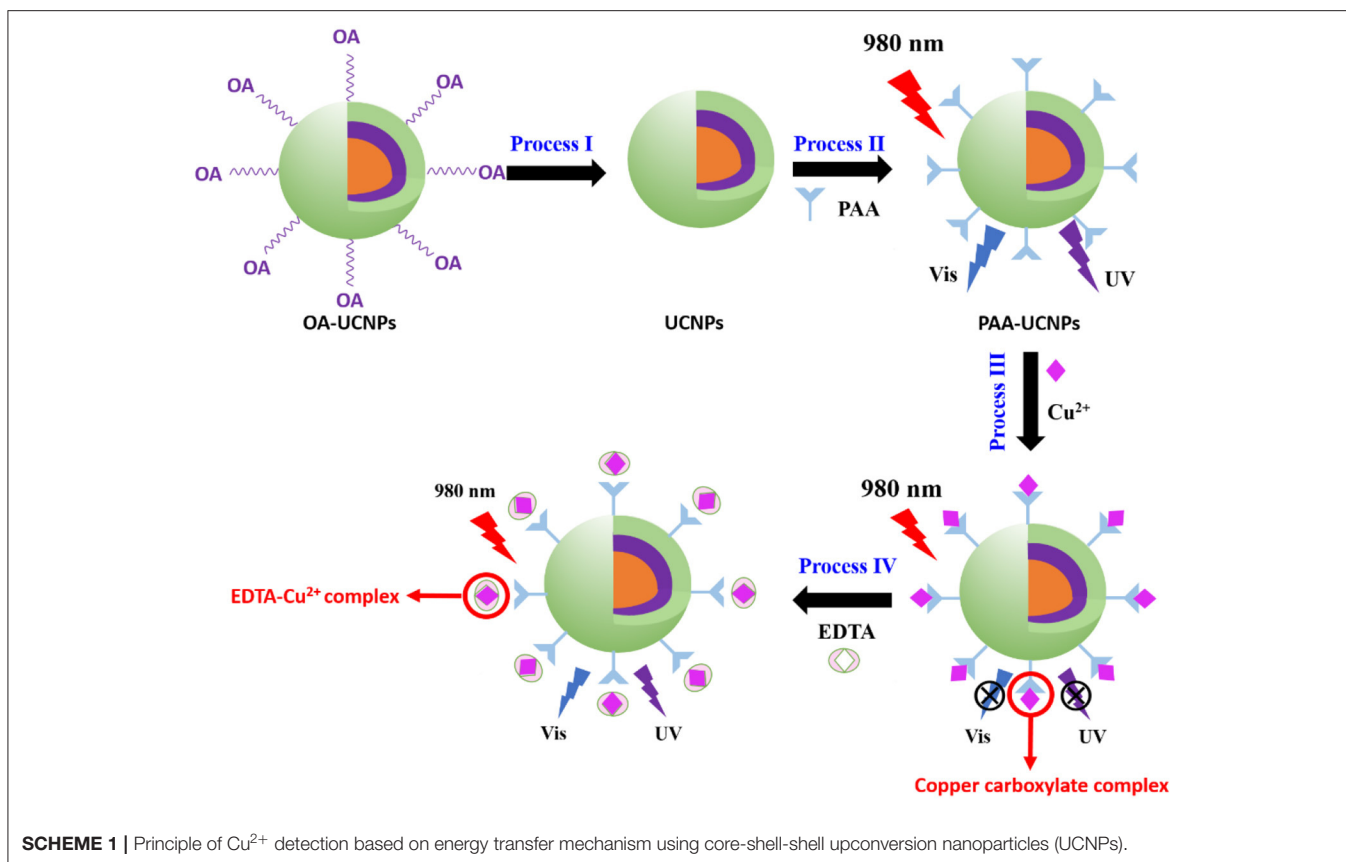 OA
OA
OA
OA
OA
OA
OA
OA
OA-UCNPs
Process I
UCNPs
Process II
PAA
980 nm
Vis
UV
PAA-UCNPs
Process III
Cu²⁺
980 nm
Vis
UV
Copper carboxylate complex
Process IV
EDTA
980 nm
EDTA-Cu²⁺ complex
Vis
UV
SCHEME 1 | Principle of Cu²⁺ detection based on energy transfer mechanism using core-shell-shell upconversion nanoparticles (UCNPs).